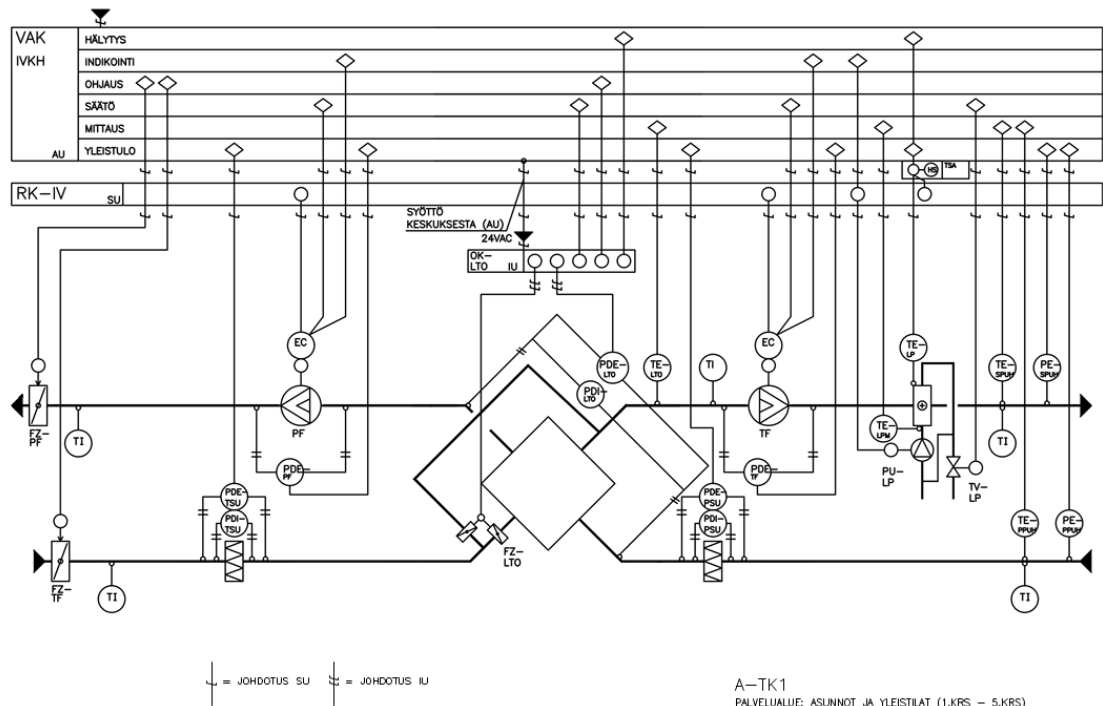 VAK
HÄLYTYS
IVKH
INDIKOINTI
OHJAUS
SÄÄTÖ
MITTAUS
AU
YLEISTULO
HS
TSA
RK-IV
SU
SYÖTTÖ
KESKUKSESTA (AU)
24VAC
OK-
LTO
IU
EC
EC
PDE-
LTO
TE-
LTO
TI
TE-
LP
TE-
SPUH
PE-
SPUH
PDI-
LTO
FZ-
PF
TI
PF
TF
TE-
LPM
TI
PU-
LP
TV-
LP
PDE-
PF
PDE-
TF
PDE-
TSU
PDI-
TSU
PDE-
PSU
PDI-
PSU
TE-
PPUH
PE-
PPUH
FZ-
LTO
FZ-
TF
TI
TI
= JOHDOTUS SU
= JOHDOTUS IU
A-TK1
PALVELUALUE: ASUNNOT JA YLEISTILAT (1.KRS - 5.KRS)